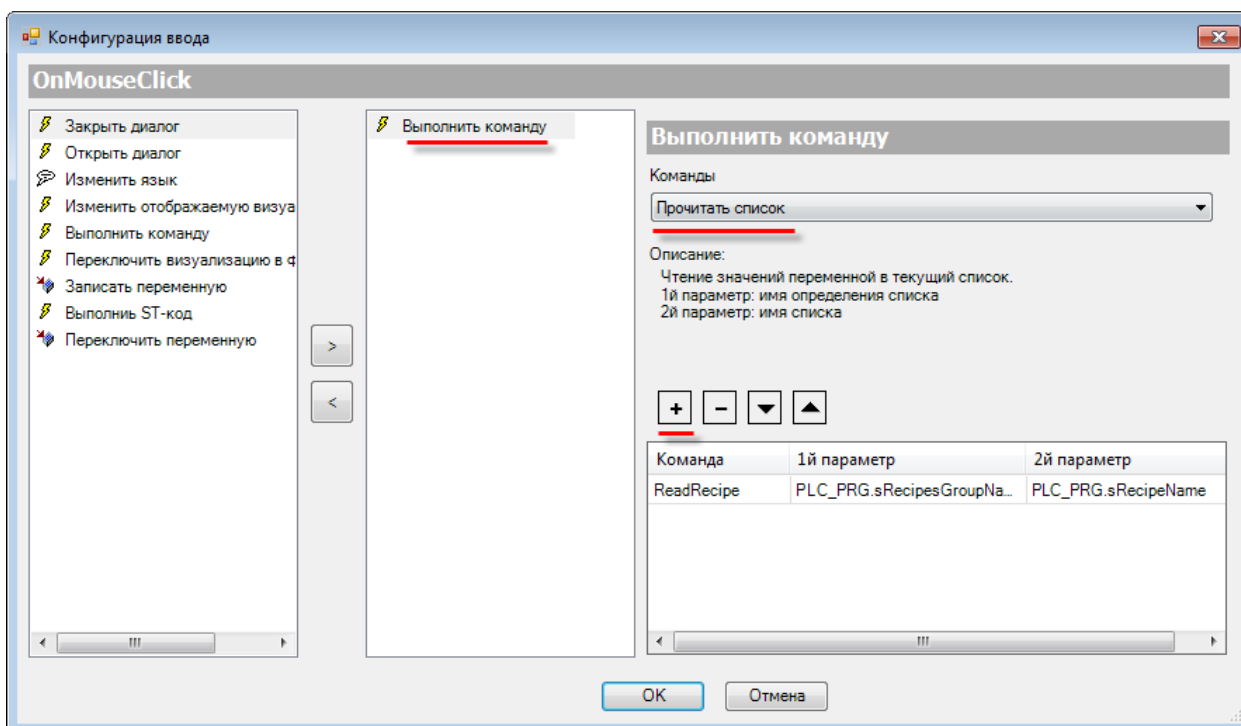 Конфигурация ввода
OnMouseClick
Закрыть диалог
Открыть диалог
Изменить язык
Изменить отображаемую визуа
Выполнить команду
Переключить визуализацию в ф
Записать переменную
Выполниь ST-код
Переключить переменную
>
<
Выполнить команду
Выполнить команду
Команды
Прочитать список
Описание:
Чтение значений переменной в текущий список.
1й параметр: имя определения списка
2й параметр: имя списка
+ −
Команда 1й параметр 2й параметр
ReadRecipe PLC_PRG.sRecipesGroupNa... PLC_PRG.sRecipeName
OK Отмена